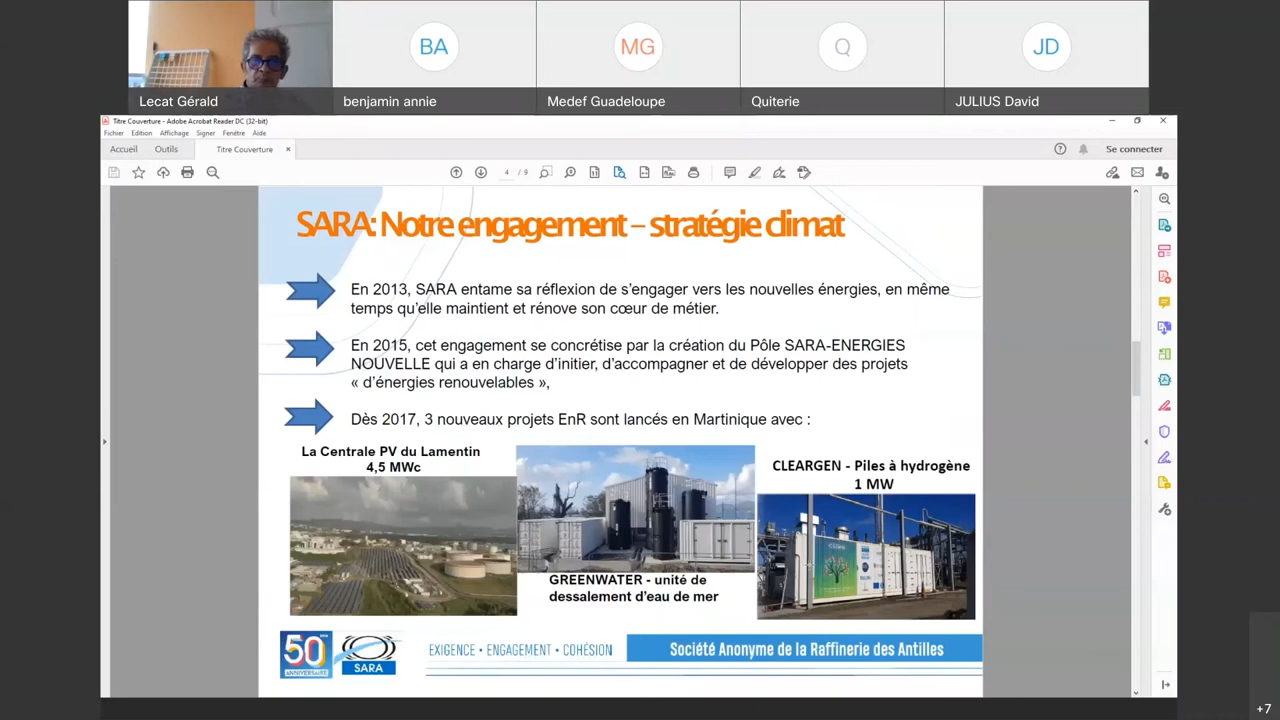 BA
MG
Q
JD
Lecat Gérald
benjamin annie
Medef Guadeloupe
Quiterie
JULIUS David
Titre Couverture - Adobe Acrobat Reader DC (32-bit)
Fichier Edition Affichage Signer Fenêtre Aide
Accueil Outils Titre Couverture × Se connecter
4 / 9
SARA: Notre engagement – stratégie climat
En 2013, SARA entame sa réflexion de s’engager vers les nouvelles énergies, en même
temps qu’elle maintient et rénove son cœur de métier.
En 2015, cet engagement se concrétise par la création du Pôle SARA-ENERGIES
NOUVELLE qui a en charge d’initier, d’accompagner et de développer des projets
« d’énergies renouvelables »,
Dès 2017, 3 nouveaux projets EnR sont lancés en Martinique avec :
La Centrale PV du Lamentin
4,5 MWc
CLEARGEN - Piles à hydrogène
1 MW
GREENWATER - unité de
dessalement d’eau de mer
50
ANNIVERSAIRE
SARA
EXIGENCE • ENGAGEMENT • COHÉSION
Société Anonyme de la Raffinerie des Antilles
+7